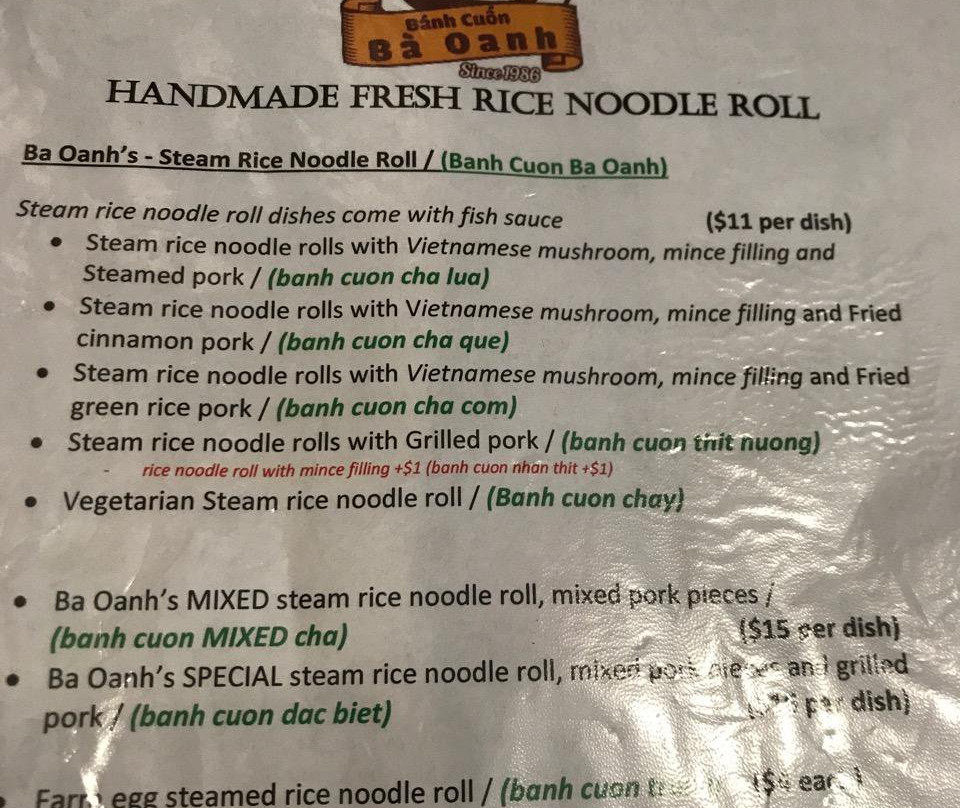 Bánh Cuốn
Bà Oanh
Since 1986
HANDMADE FRESH RICE NOODLE ROLL
Ba Oanh's - Steam Rice Noodle Roll / (Banh Cuon Ba Oanh)
Steam rice noodle roll dishes come with fish sauce ($11 per dish)
• Steam rice noodle rolls with Vietnamese mushroom, mince filling and
Steamed pork / (banh cuon cha lua)
• Steam rice noodle rolls with Vietnamese mushroom, mince filling and Fried
cinnamon pork / (banh cuon cha que)
• Steam rice noodle rolls with Vietnamese mushroom, mince filling and Fried
green rice pork / (banh cuon cha com)
• Steam rice noodle rolls with Grilled pork / (banh cuon thit nuong)
- rice noodle roll with mince filling +$1 (banh cuon nhan thit +$1)
• Vegetarian Steam rice noodle roll / (Banh cuon chay)
• Ba Oanh's MIXED steam rice noodle roll, mixed pork pieces /
(banh cuon MIXED cha) ($15 per dish)
• Ba Oanh's SPECIAL steam rice noodle roll, mixed pork pieces and grilled
pork / (banh cuon dac biet) per dish)
• Farm egg steamed rice noodle roll / (banh cuon